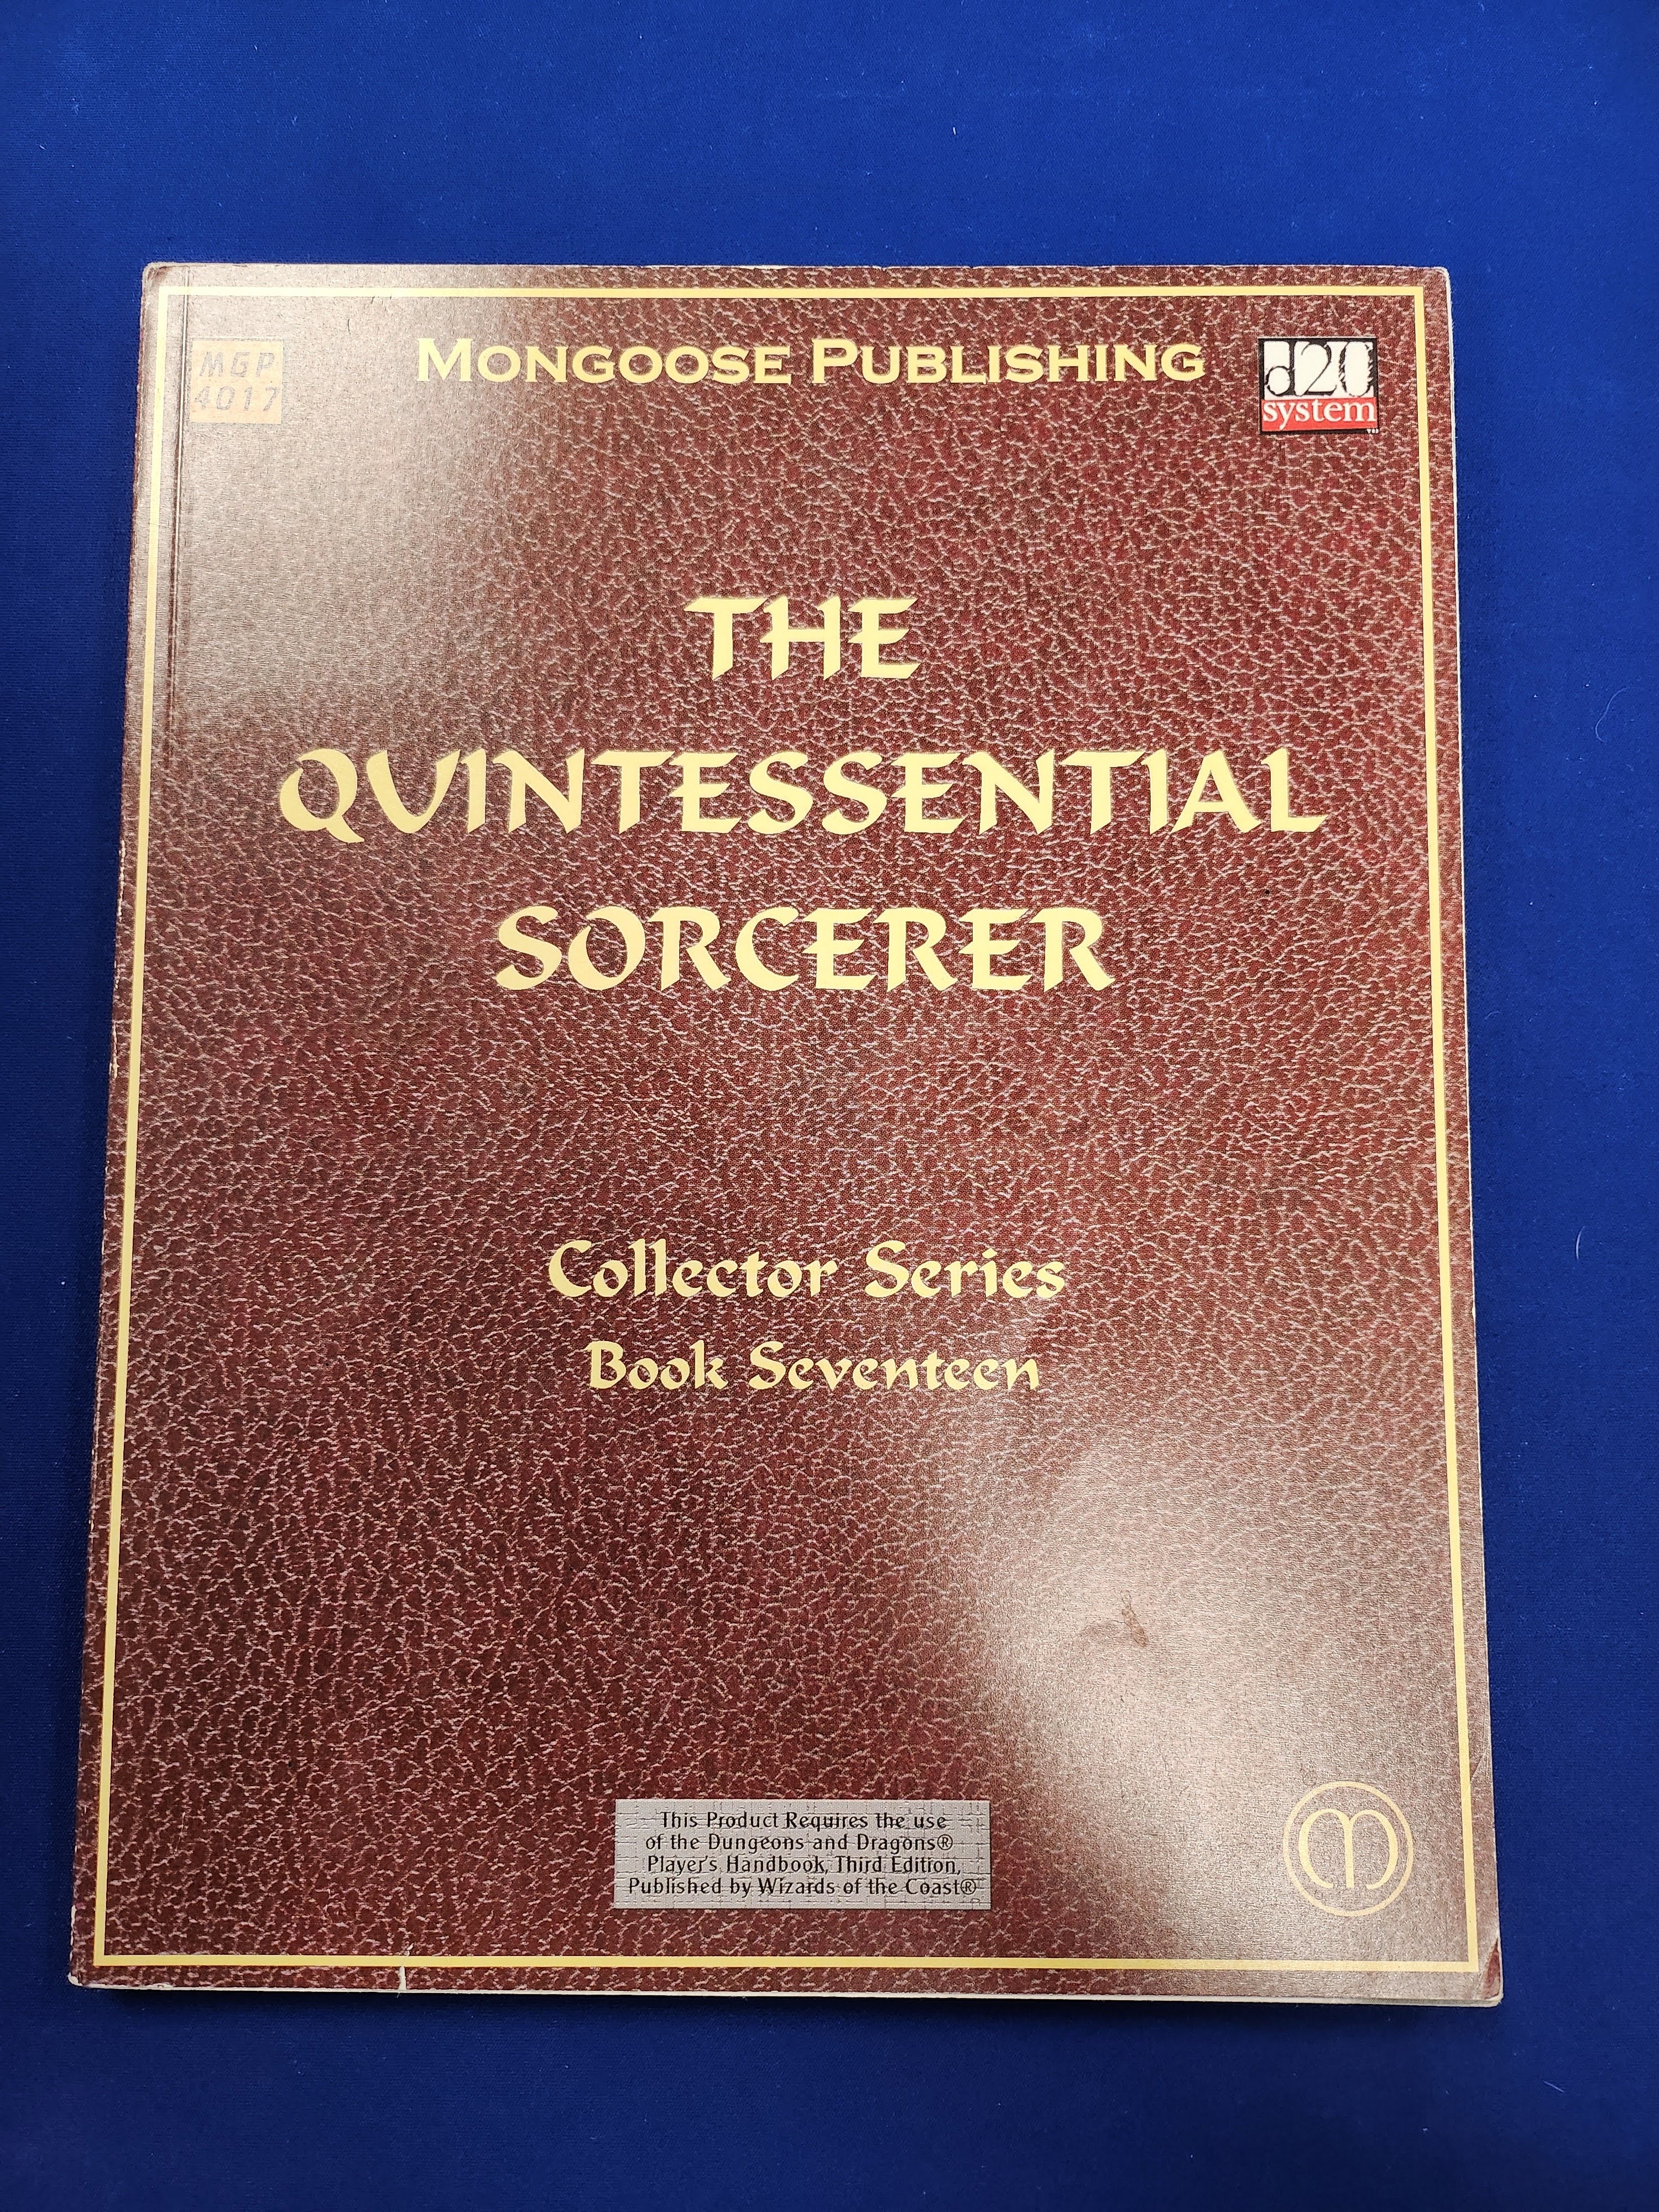 MGP
4017
MONGOOSE PUBLISHING
d20
system
THE
QUINTESSENTIAL
SORCERER
Collector Series
Book Seventeen
This Product Requires the use
of the Dungeons and Dragons®
Player's Handbook, Third Edition,
Published by Wizards of the Coast®
M